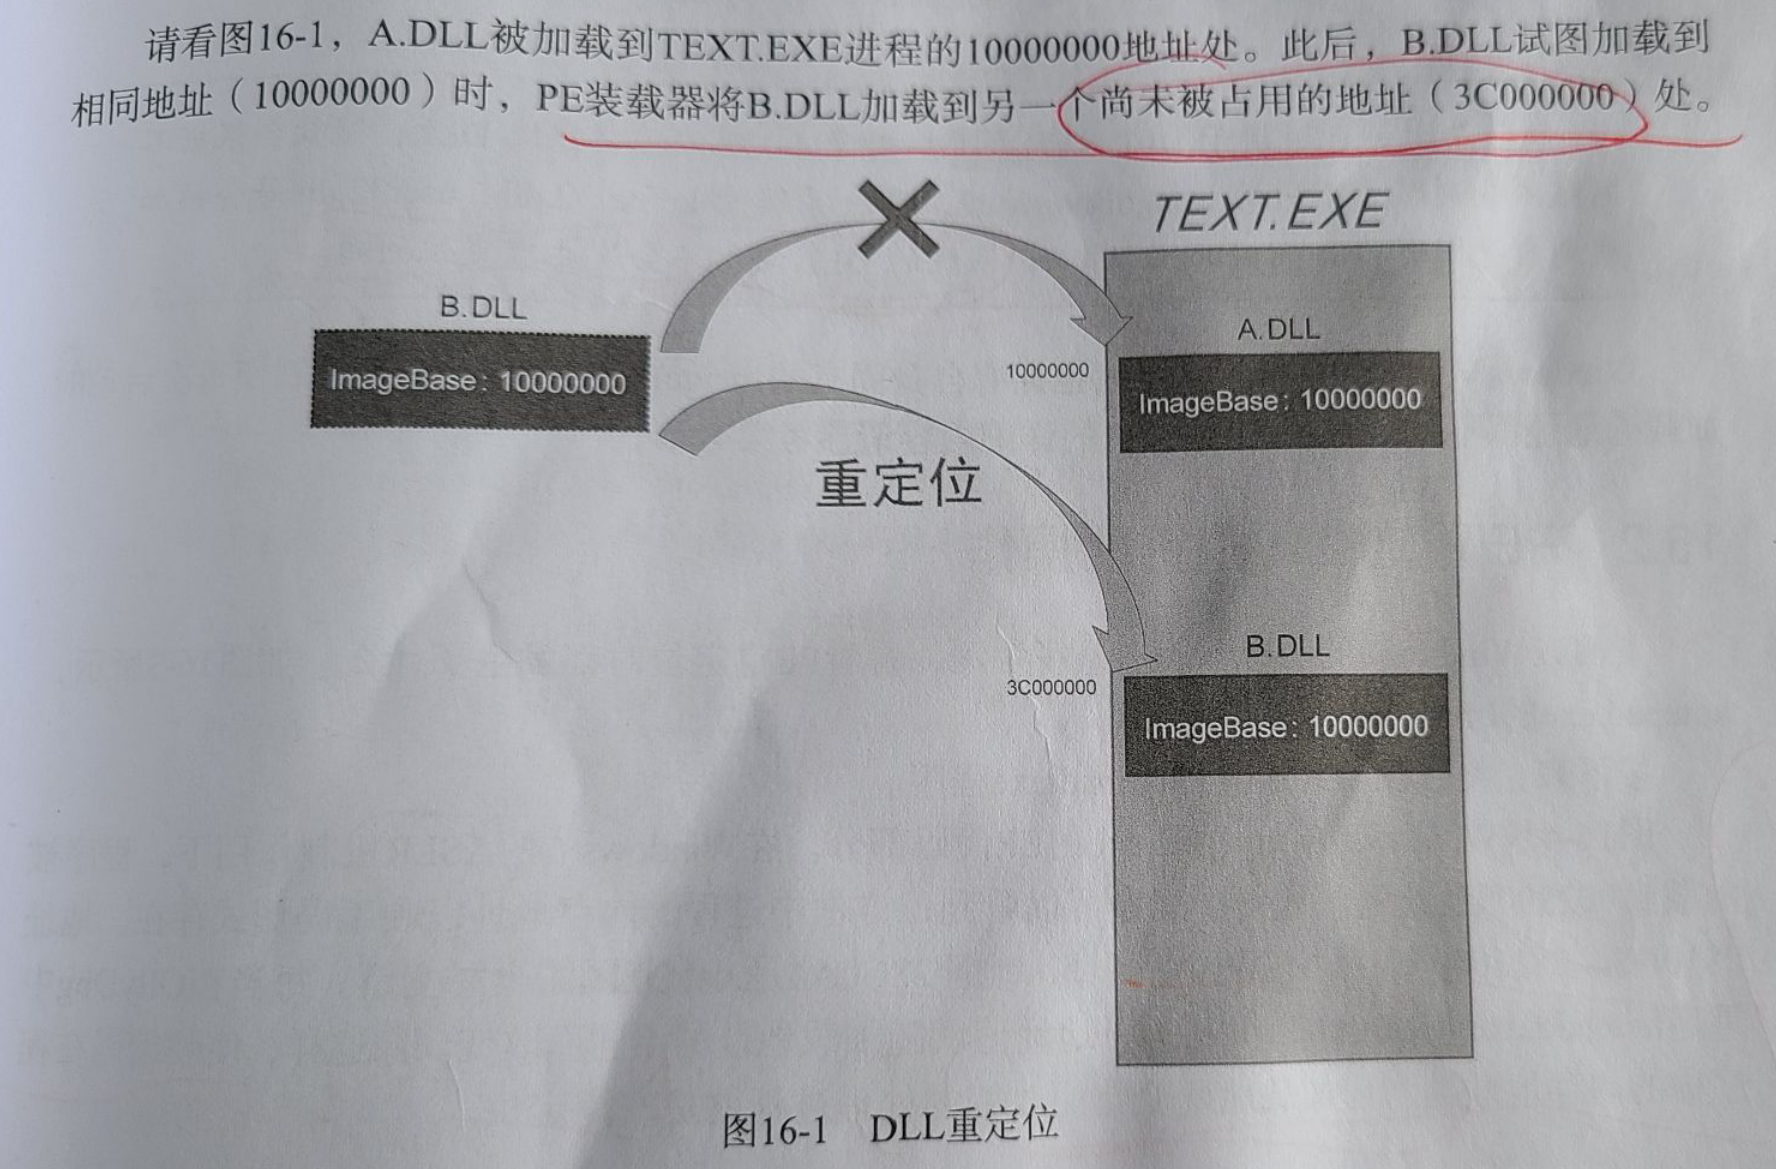 请看图16-1，A.DLL被加载到TEXT.EXE进程的10000000地址处。此后，B.DLL试图加载到
相同地址（10000000）时，PE装载器将B.DLL加载到另一个尚未被占用的地址（3C000000）处。
TEXT.EXE
B.DLL
ImageBase: 10000000
A.DLL
10000000
ImageBase: 10000000
重定位
B.DLL
3C000000
ImageBase: 10000000
图16-1 DLL重定位